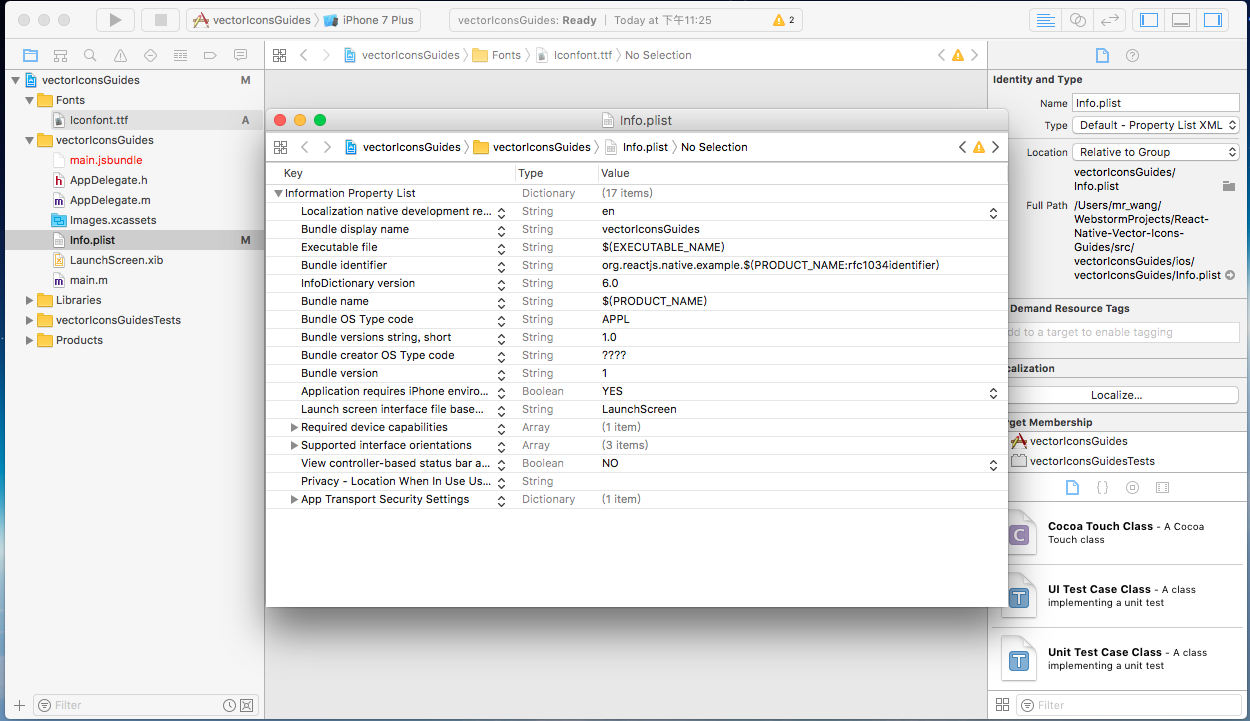 vectorIconsGuides
iPhone 7 Plus
vectorIconsGuides: Ready | Today at 下午11:25
2
vectorIconsGuides
Fonts
Iconfont.ttf
No Selection
vectorIconsGuides M
Fonts
Iconfont.ttf A
vectorIconsGuides
main.jsbundle
AppDelegate.h
AppDelegate.m
Images.xcassets
Info.plist M
LaunchScreen.xib
main.m
Libraries
vectorIconsGuidesTests
Products
Filter
Info.plist
vectorIconsGuides
vectorIconsGuides
Info.plist
No Selection
Key Type Value
Information Property List Dictionary (17 items)
Localization native development re... String en
Bundle display name String vectorIconsGuides
Executable file String $(EXECUTABLE_NAME)
Bundle identifier String org.reactjs.native.example.$(PRODUCT_NAME:rfc1034identifier)
InfoDictionary version String 6.0
Bundle name String $(PRODUCT_NAME)
Bundle OS Type code String APPL
Bundle versions string, short String 1.0
Bundle creator OS Type code String ????
Bundle version String 1
Application requires iPhone enviro... Boolean YES
Launch screen interface file base... String LaunchScreen
Required device capabilities Array (1 item)
Supported interface orientations Array (3 items)
View controller-based status bar a... Boolean NO
Privacy - Location When In Use Us... String
App Transport Security Settings Dictionary (1 item)
Identity and Type
Name Info.plist
Type Default - Property List XML
Location Relative to Group
vectorIconsGuides/
Info.plist
Full Path /Users/mr_wang/
WebstormProjects/React-
Native-Vector-Icons-
Guides/src/
vectorIconsGuides/ios/
vectorIconsGuides/Info.plist
Demand Resource Tags
dd to a target to enable tagging
calization
Localize...
rget Membership
vectorIconsGuides
vectorIconsGuidesTests
{ }
C
Cocoa Touch Class - A Cocoa
Touch class
T
UI Test Case Class - A class
implementing a unit test
T
Unit Test Case Class - A class
implementing a unit test
Filter